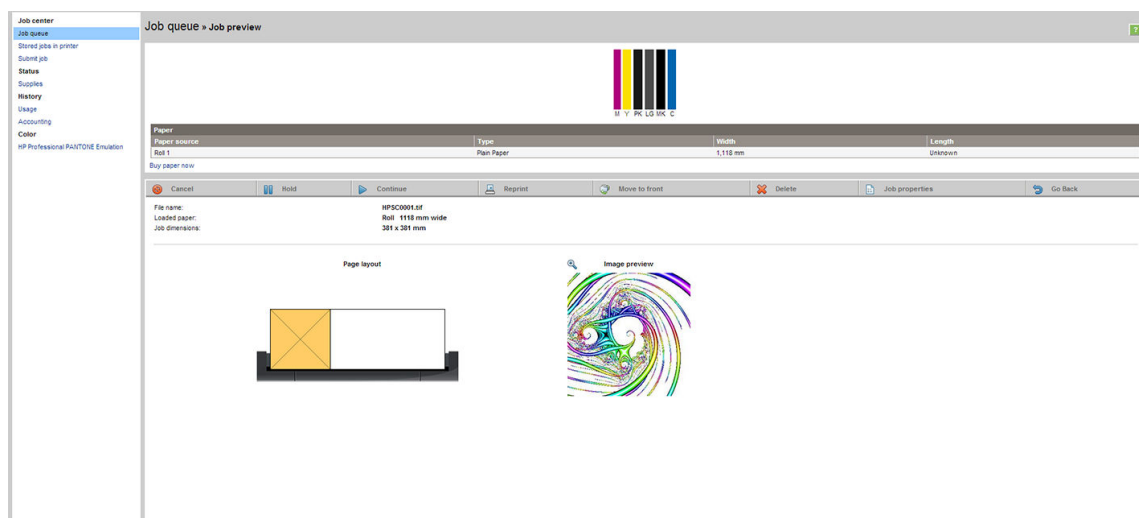 Job center
Job queue
Stored jobs in printer
Submit job
Status
Supplies
History
Usage
Accounting
Color
HP Professional PANTONE Emulation
Job queue » Job preview
?
M Y PK LG MK C
Paper
Paper source Type Width Length
Roll 1 Plain Paper 1,118 mm Unknown
Buy paper now
Cancel Hold Continue Reprint Move to front Delete Job properties Go Back
File name: HPSC0001.tif
Loaded paper: Roll 1118 mm wide
Job dimensions: 381 x 381 mm
Page layout Image preview